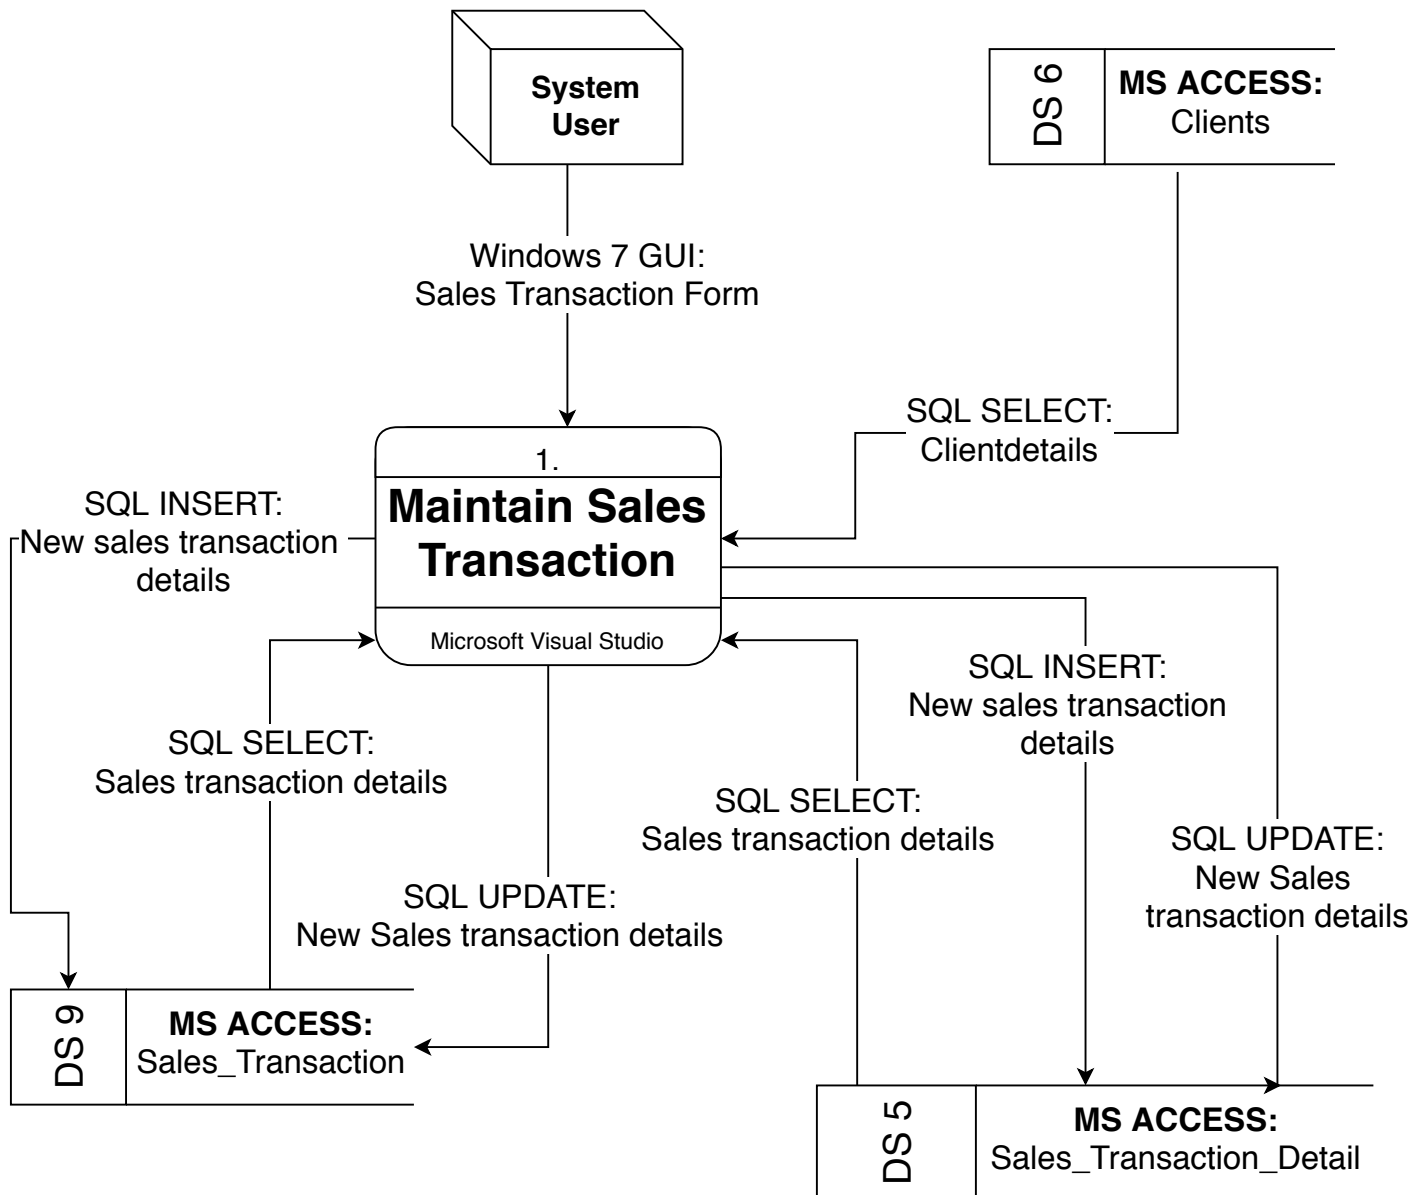 System
User
DS 6
MS ACCESS:
Clients
Windows 7 GUI:
Sales Transaction Form
SQL SELECT:
Clientdetails
1.
Maintain Sales
Transaction
Microsoft Visual Studio
SQL INSERT:
New sales transaction
details
SQL SELECT:
Sales transaction details
SQL UPDATE:
New Sales transaction details
SQL SELECT:
Sales transaction details
SQL INSERT:
New sales transaction
details
SQL UPDATE:
New Sales
transaction details
DS 9
MS ACCESS:
Sales_Transaction
DS 5
MS ACCESS:
Sales_Transaction_Detail